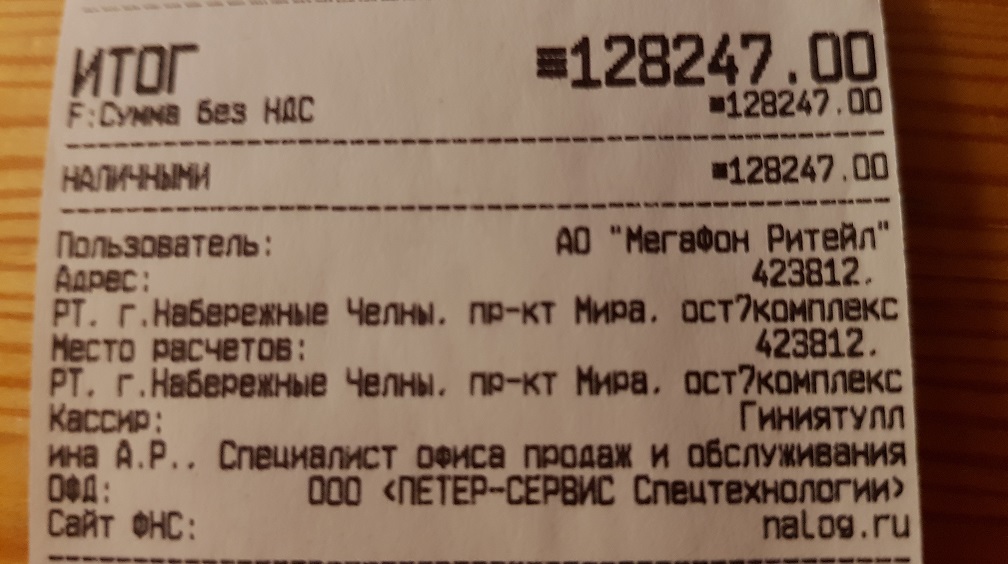 ИТОГ ≡128247.00
F:Сумма без НДС ≡128247.00
НАЛИЧНЫМИ ≡128247.00
Пользователь: АО "МегаФон Ритейл"
Адрес: 423812.
РТ. г.Набережные Челны. пр-кт Мира. ост?комплекс
Место расчетов: 423812.
РТ. г.Набережные Челны. пр-кт Мира. ост?комплекс
Кассир: Гиниятулл
ина А.Р.. Специалист офиса продаж и обслуживания
ОФД: ООО <ПЕТЕР-СЕРВИС Спецтехнологии>
Сайт ФНС: nalog.ru